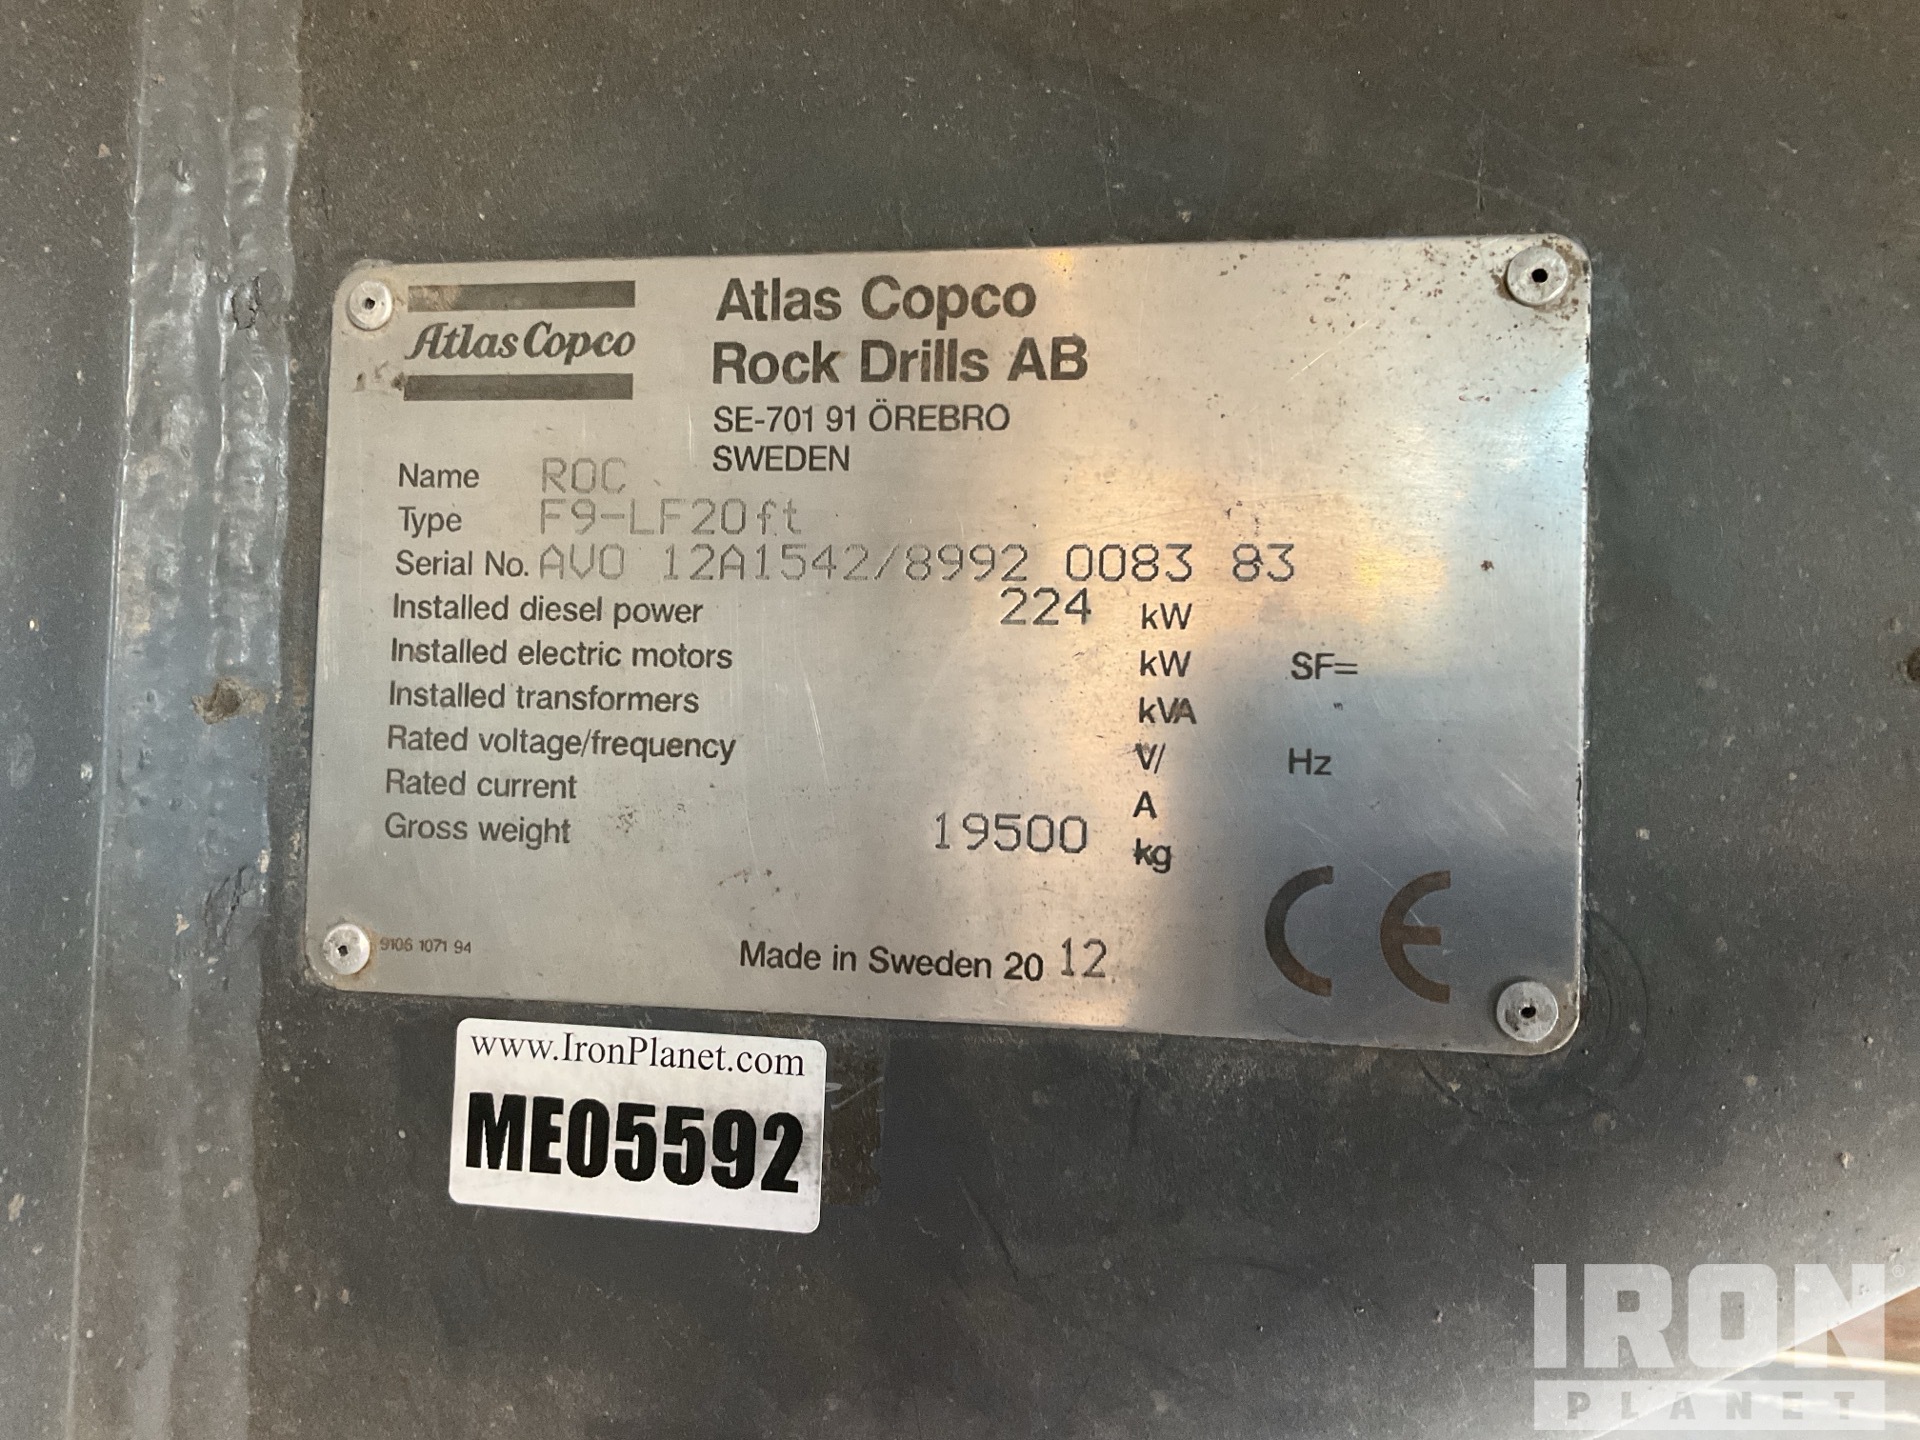 Atlas Copco
Atlas Copco
Rock Drills AB
SE-701 91 ÖREBRO
SWEDEN
Name ROC
Type F9-LF20ft
Serial No. AVO 12A1542/8992 0083 83
Installed diesel power 224 kW
Installed electric motors kW SF=
Installed transformers kVA
Rated voltage/frequency V/ Hz
Rated current A
Gross weight 19500 kg
9106 1071 94
Made in Sweden 20 12
CE
www.IronPlanet.com
ME05592
IRON
PLANET